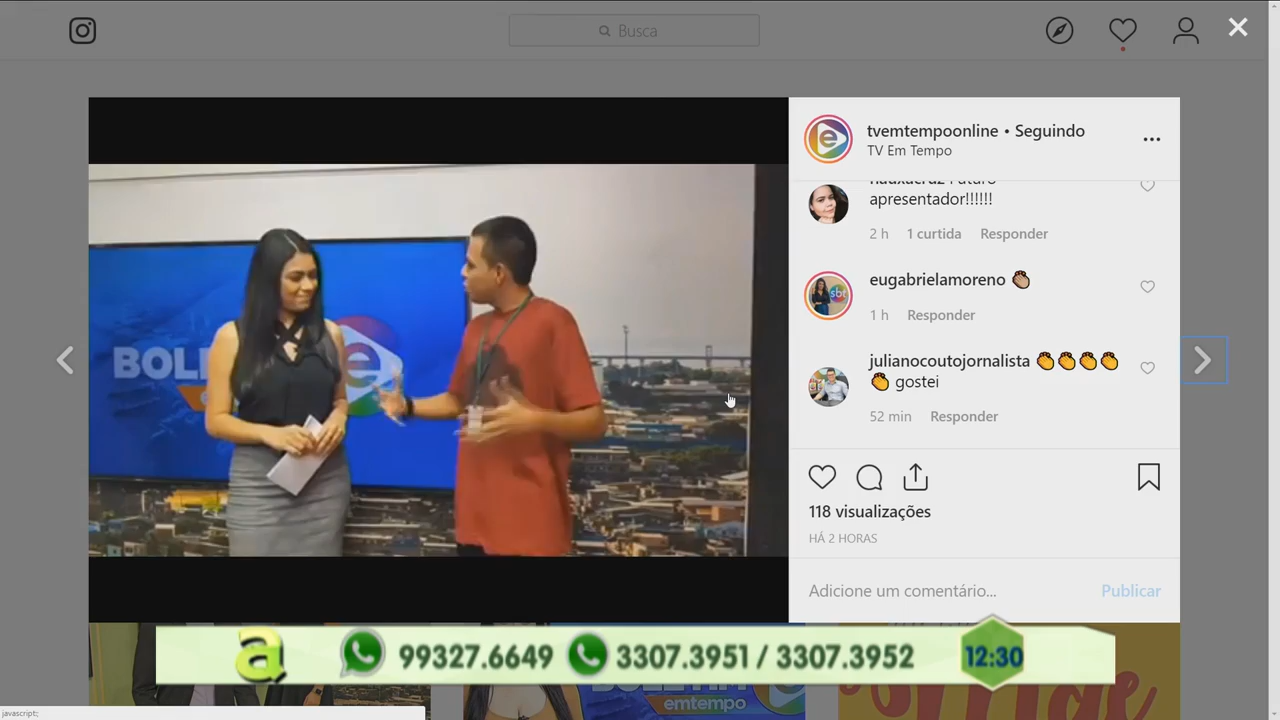 Busca
tvemtempoonline • Seguindo
TV Em Tempo
apresentador!!!!!!
2 h 1 curtida Responder
eugabrielamoreno 👏🏽
sbt
1 h Responder
julianocoutojornalista 👏👏👏👏
👏 gostei
52 min Responder
BOLE
e
118 visualizações
HÁ 2 HORAS
Adicione um comentário... Publicar
a 99327.6649 3307.3951 / 3307.3952 12:30
BOLETIM
emtempo
javascript:;